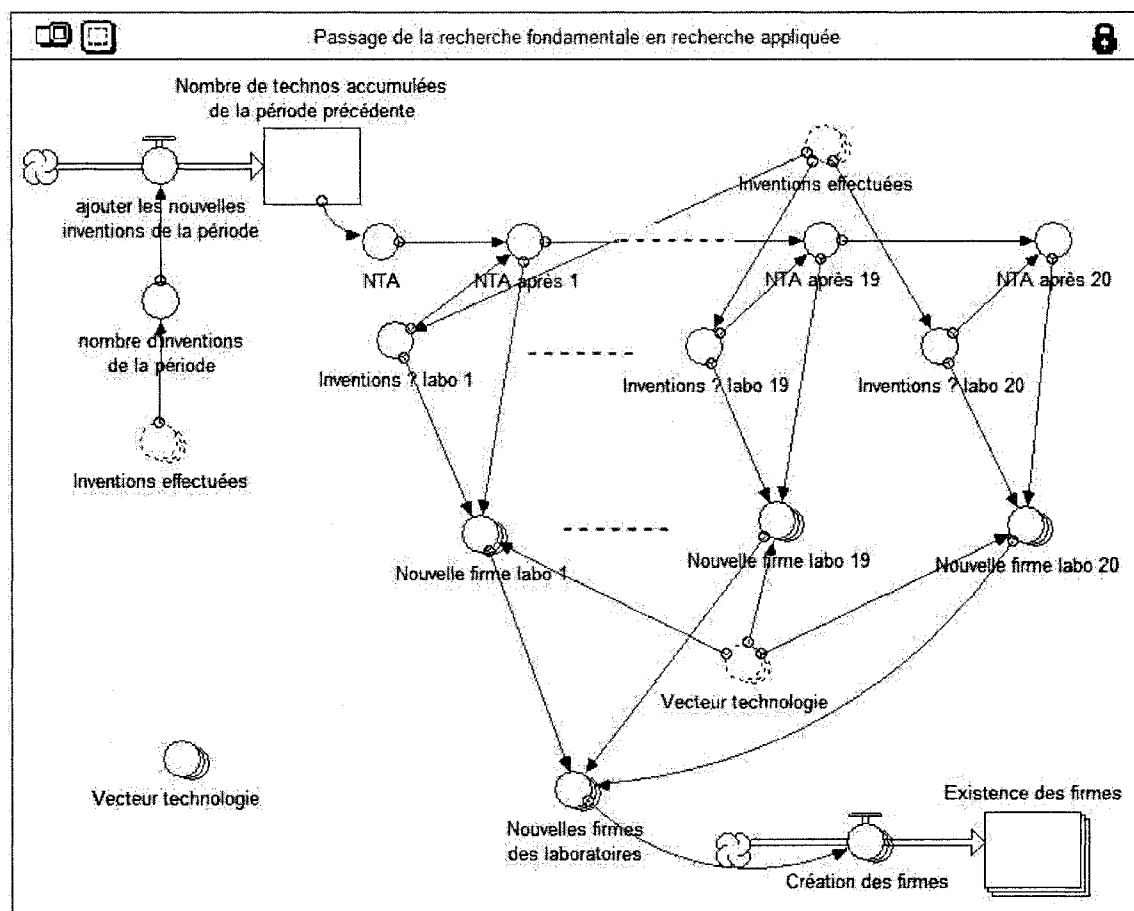 Passage de la recherche fondamentale en recherche appliquée
Nombre de technos accumulées
de la période précédente
Inventions effectuées
ajouter les nouvelles
inventions de la période
NTA
NTA après 1
NTA après 19
NTA après 20
nombre d'inventions
de la période
Inventions ? labo 1
Inventions ? labo 19
Inventions ? labo 20
Inventions effectuées
Nouvelle firme labo 1
Nouvelle firme labo 19
Nouvelle firme labo 20
Vecteur technologie
Vecteur technologie
Existence des firmes
Nouvelles firmes
des laboratoires
Création des firmes